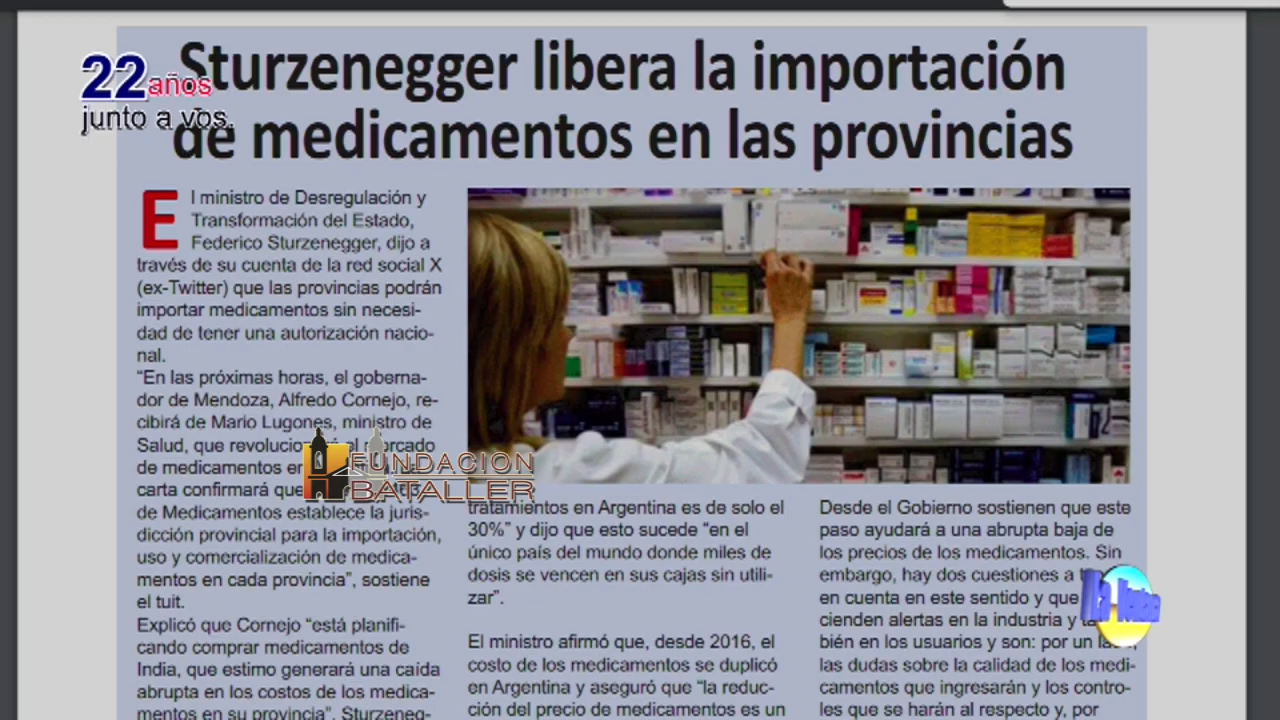 Sturzenegger libera la importación
de medicamentos en las provincias
22 años
junto a vos.
El ministro de Desregulación y
Transformación del Estado,
Federico Sturzenegger, dijo a
través de su cuenta de la red social X
(ex-Twitter) que las provincias podrán
importar medicamentos sin necesi-
dad de tener una autorización nacio-
nal.
“En las próximas horas, el goberna-
dor de Mendoza, Alfredo Cornejo, re-
cibirá de Mario Lugones, ministro de
Salud, que revolucio el mercado
de medicamentos en
carta confirmará que
de Medicamentos establece la juris-
dicción provincial para la importación,
uso y comercialización de medica-
mentos en cada provincia”, sostiene
el tuit.
Explicó que Cornejo “está planifi-
cando comprar medicamentos de
India, que estimo generará una caída
abrupta en los costos de los medica-
mentos en su provincia”. Sturzeneg-
FUNDACION
BATALLER
tratamientos en Argentina es de solo el
30%” y dijo que esto sucede “en el
único país del mundo donde miles de
dosis se vencen en sus cajas sin utili-
zar”.
El ministro afirmó que, desde 2016, el
costo de los medicamentos se duplicó
en Argentina y aseguró que “la reduc-
ción del precio de medicamentos es un
Desde el Gobierno sostienen que este
paso ayudará a una abrupta baja de
los precios de los medicamentos. Sin
embargo, hay dos cuestiones a
en cuenta en este sentido y que
cienden alertas en la industria y
bién en los usuarios y son: por un
las dudas sobre la calidad de los medi-
camentos que ingresarán y los contro-
les que se harán al respecto y, por